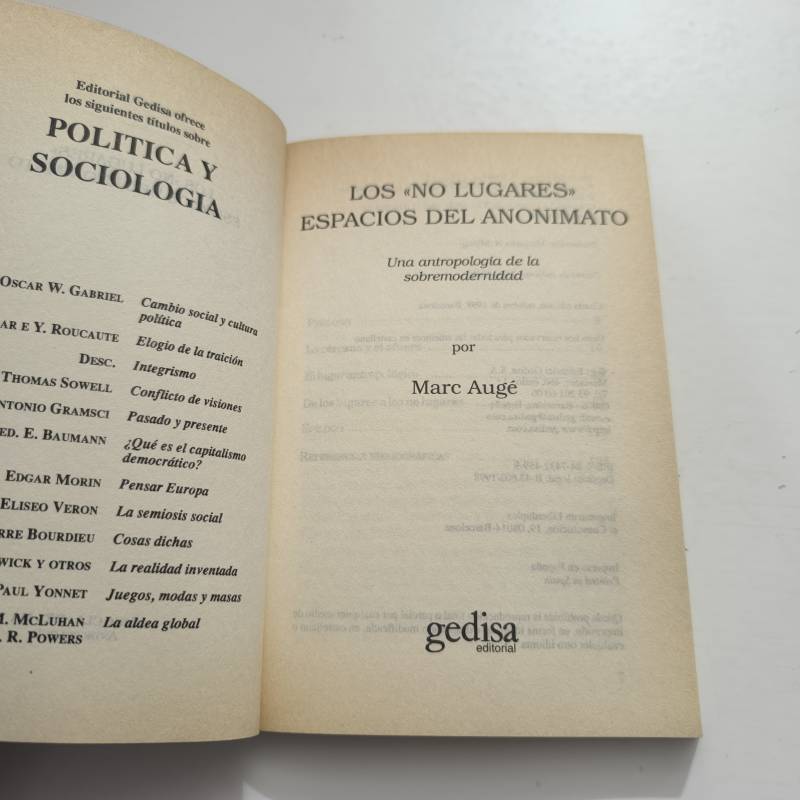 Editorial Gedisa ofrece
los siguientes títulos sobre
POLITICA Y
SOCIOLOGIA
OSCAR W. GABRIEL Cambio social y cultura
política
E Y. ROUCAUTE Elogio de la traición
DESC. Integrismo
THOMAS SOWELL Conflicto de visiones
ANTONIO GRAMSCI Pasado y presente
ED. E. BAUMANN ¿Qué es el capitalismo
democrático?
EDGAR MORIN Pensar Europa
ELISEO VERON La semiosis social
BOURDIEU Cosas dichas
Y OTROS La realidad inventada
PAUL YONNET Juegos, modas y masas
M. MCLUHAN La aldea global
R. POWERS
LOS «NO LUGARES»
ESPACIOS DEL ANONIMATO
Una antropología de la
sobremodernidad
por
Marc Augé
gedisa
editorial